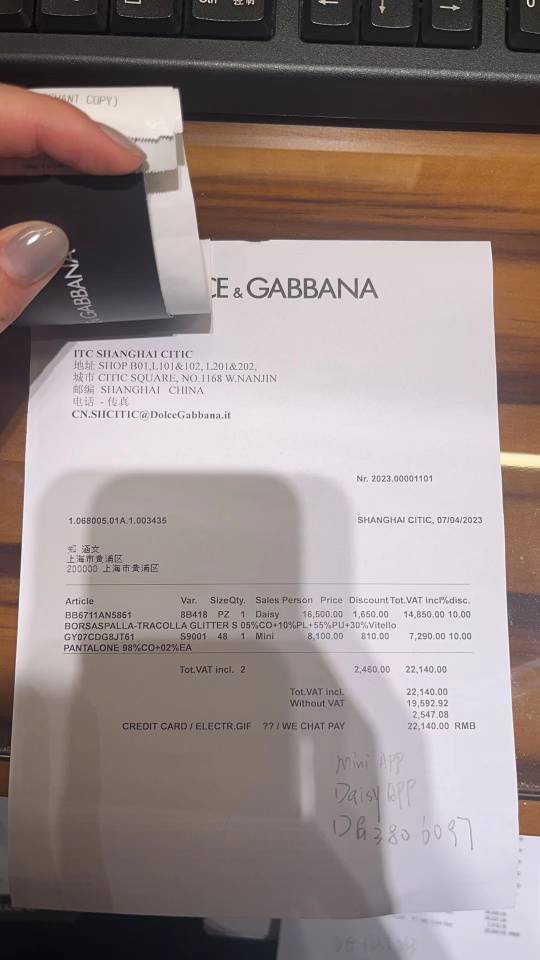 Ctrl
(MERCHANT COPY)
& GABBANA
CE & GABBANA
ITC SHANGHAI CITIC
地址 SHOP B01,L101&102, L201&202,
城市 CITIC SQUARE, NO.1168 W.NANJIN
邮编 SHANGHAI CHINA
电话 - 传真
CN.SHCITIC@DolceGabbana.it
Nr. 2023.00001101
1.068005.01A.1.003435
SHANGHAI CITIC, 07/04/2023
涵文
上海市黄浦区
200000 上海市黄浦区
Article Var. Size Qty. Sales Person Price Discount Tot.VAT incl%disc.
BB6711AN5861 8B418 PZ 1 Daisy 16,500.00 1,650.00 14,850.00 10.00
BORSASPALLA-TRACOLLA GLITTER S 05%CO+10%PL+55%PU+30%Vitello
GY07CDG8JT61 S9001 48 1 Mini 8,100.00 810.00 7,290.00 10.00
PANTALONE 98%CO+02%EA
Tot.VAT incl. 2 2,460.00 22,140.00
Tot.VAT incl. 22,140.00
Without VAT 19,592.92
2,547.08
CREDIT CARD / ELECTR.GIF ?? / WE CHAT PAY 22,140.00 RMB
Mini APP
Daisy APP
DG3806097